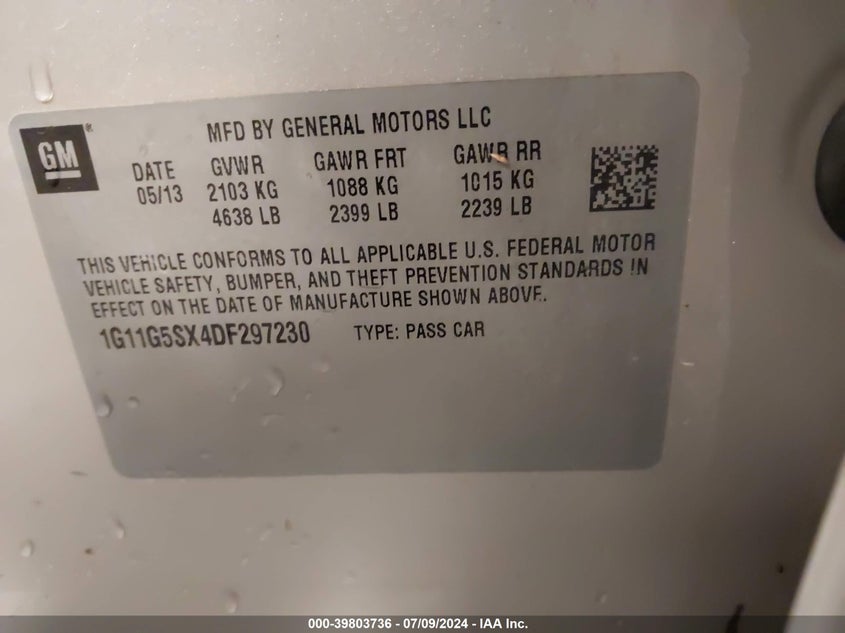 GM®
MFD BY GENERAL MOTORS LLC
DATE GVWR GAWR FRT GAWR RR
05/13 2103 KG 1088 KG 1015 KG
4638 LB 2399 LB 2239 LB
THIS VEHICLE CONFORMS TO ALL APPLICABLE U.S. FEDERAL MOTOR
VEHICLE SAFETY, BUMPER, AND THEFT PREVENTION STANDARDS IN
EFFECT ON THE DATE OF MANUFACTURE SHOWN ABOVE.
1G11G5SX4DF297230 TYPE: PASS CAR
000-39803736 - 07/09/2024 - IAA Inc.